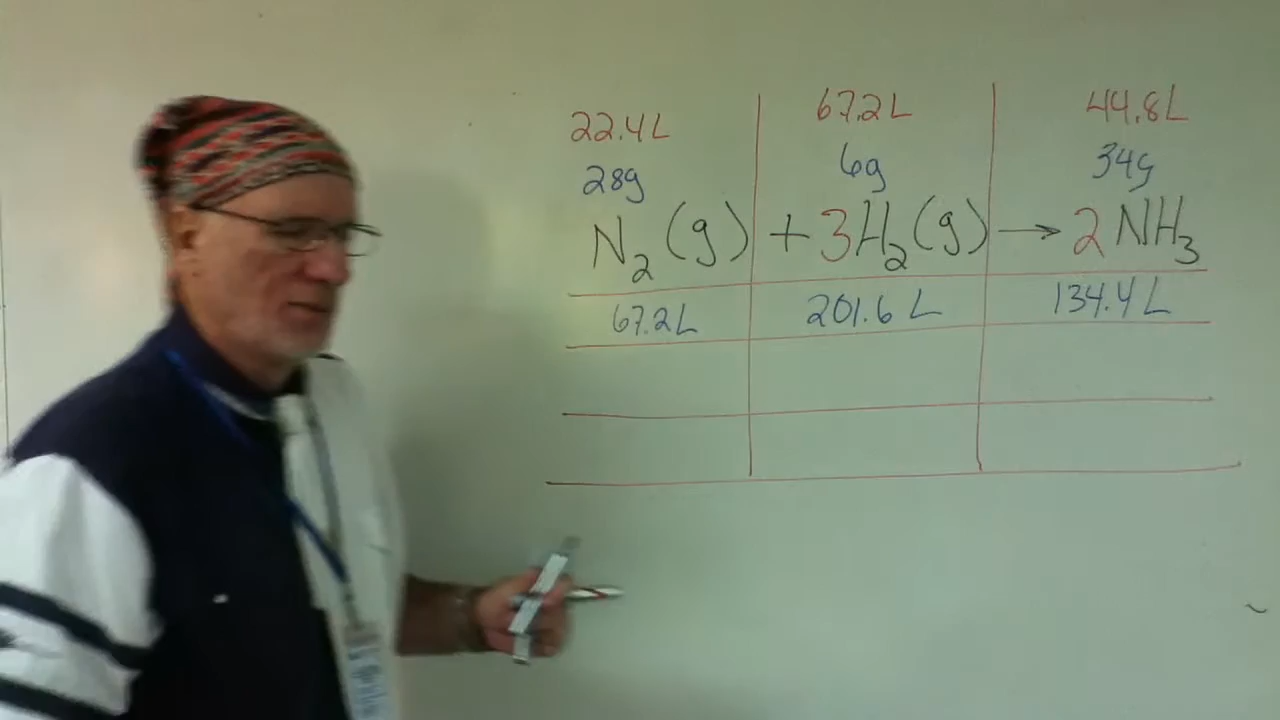 22.4L 67.2L 44.8L
28g 6g 34g
N₂(g) + 3H₂(g) → 2NH₃
67.2L 201.6 L 134.4 L